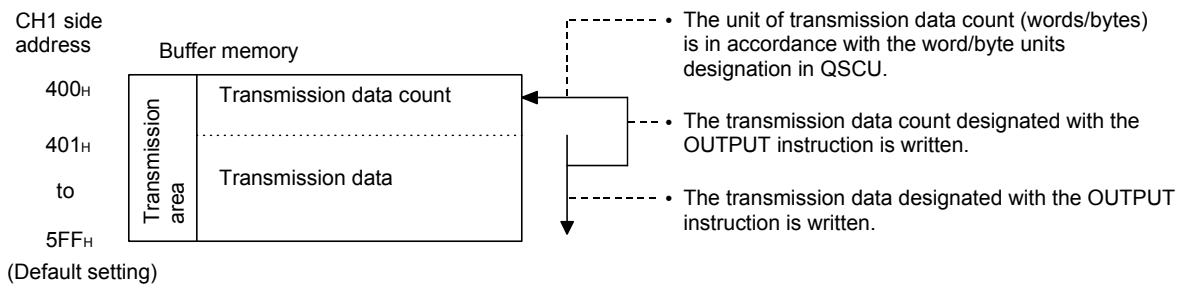 CH1 side
address
Buffer memory
400H
401H
to
5FFH
(Default setting)
Transmission
area
Transmission data count
Transmission data
• The unit of transmission data count (words/bytes)
is in accordance with the word/byte units
designation in QSCU.
• The transmission data count designated with the
OUTPUT instruction is written.
• The transmission data designated with the OUTPUT
instruction is written.